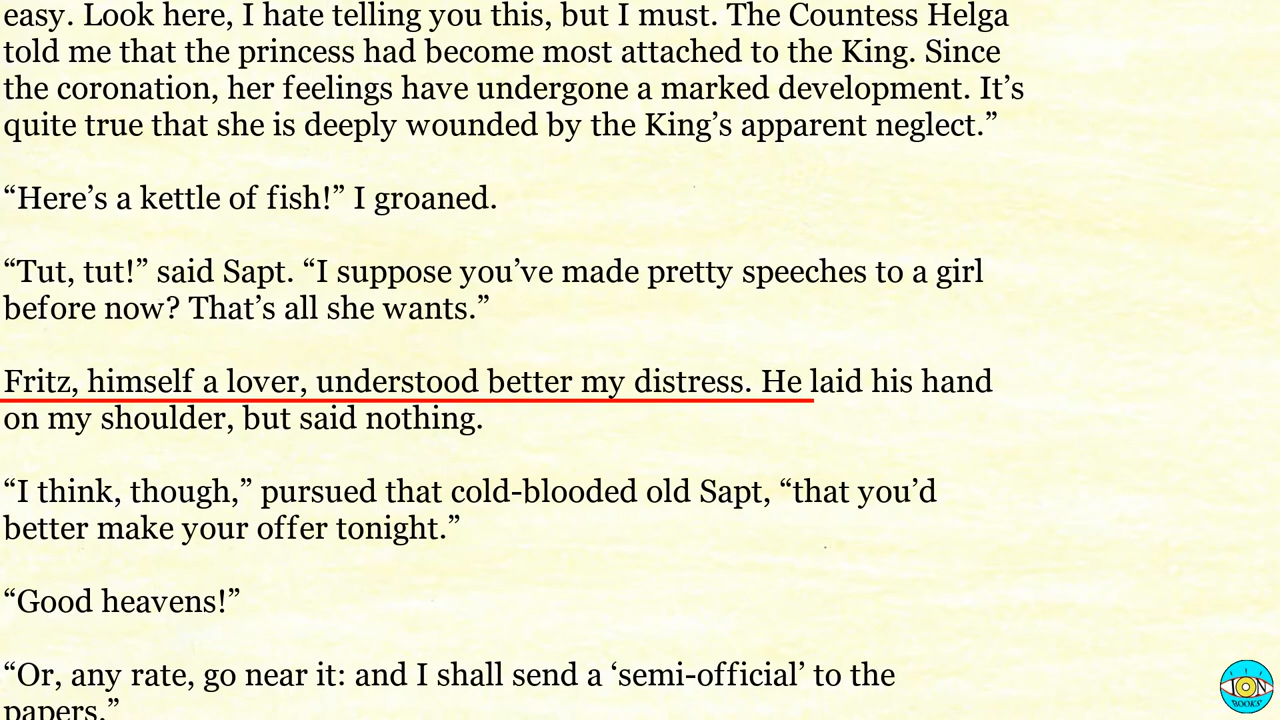 easy. Look here, I hate telling you this, but I must. The Countess Helga
told me that the princess had become most attached to the King. Since
the coronation, her feelings have undergone a marked development. It’s
quite true that she is deeply wounded by the King’s apparent neglect.”
“Here’s a kettle of fish!” I groaned.
“Tut, tut!” said Sapt. “I suppose you’ve made pretty speeches to a girl
before now? That’s all she wants.”
Fritz, himself a lover, understood better my distress. He laid his hand
on my shoulder, but said nothing.
“I think, though,” pursued that cold-blooded old Sapt, “that you’d
better make your offer tonight.”
“Good heavens!”
“Or, any rate, go near it: and I shall send a ‘semi-official’ to the
papers.”
ION
BOOKS